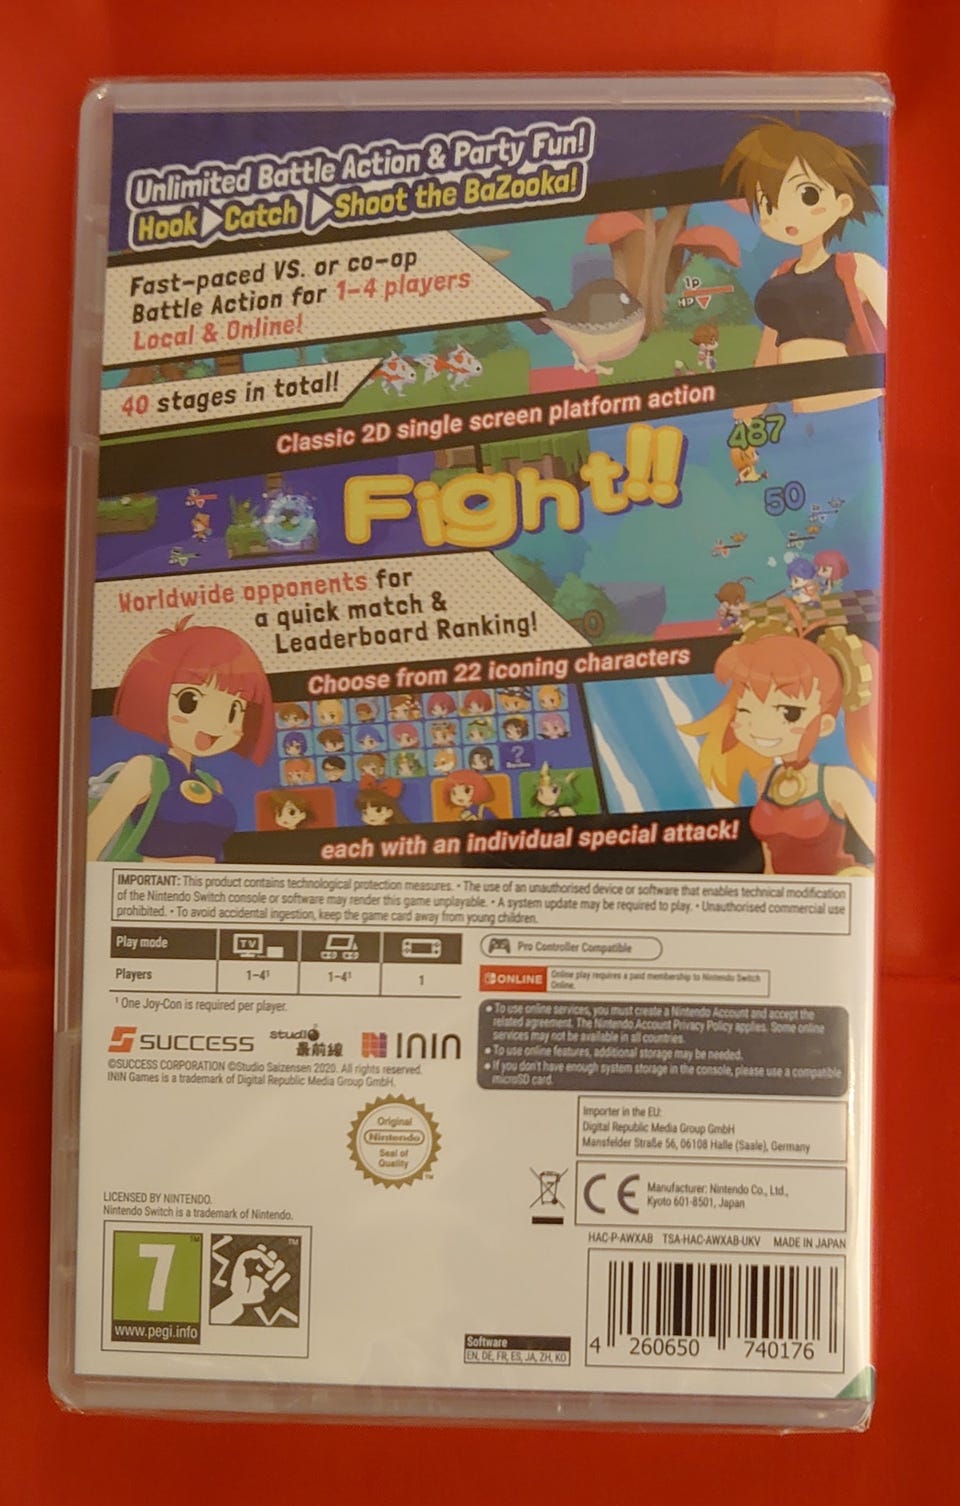 Unlimited Battle Action & Party Fun!
Hook ▶ Catch ▶ Shoot the BaZooka!
Fast-paced VS. or co-op
Battle Action for 1-4 players
Local & Online!
1p
HP
40 stages in total!
Classic 2D single screen platform action
487
Fight!!
50
Worldwide opponents for
a quick match &
Leaderboard Ranking!
0
Choose from 22 iconing characters
?
Random
each with an individual special attack!
IMPORTANT: This product contains technological protection measures. • The use of an unauthorised device or software that enables technical modification
of the Nintendo Switch console or software may render this game unplayable. • A system update may be required to play. • Unauthorised commercial use
prohibited. • To avoid accidental ingestion, keep the game card away from young children.
Play mode
TV
Players
1-4¹
1-4¹
1
¹ One Joy-Con is required per player.
Pro Controller Compatible
ONLINE
Online play requires a paid membership to Nintendo Switch
Online.
• To use online services, you must create a Nintendo Account and accept the
related agreement. The Nintendo Account Privacy Policy applies. Some online
services may not be available in all countries.
• To use online features, additional storage may be needed.
• If you don't have enough system storage in the console, please use a compatible
microSD card.
SUCCESS
studio
最前線
ININ
©SUCCESS CORPORATION ©Studio Saizensen 2020. All rights reserved.
ININ Games is a trademark of Digital Republic Media Group GmbH.
Original
Nintendo
Seal of
Quality
TM
Importer in the EU:
Digital Republic Media Group GmbH
Mansfelder Straße 56, 06108 Halle (Saale), Germany
CE
Manufacturer: Nintendo Co., Ltd.,
Kyoto 601-8501, Japan
LICENSED BY NINTENDO.
Nintendo Switch is a trademark of Nintendo.
HAC-P-AWXAB TSA-HAC-AWXAB-UKV MADE IN JAPAN
7
TM
TM
www.pegi.info
Software
EN, DE, FR, ES, JA, ZH, KO
4 260650 740176